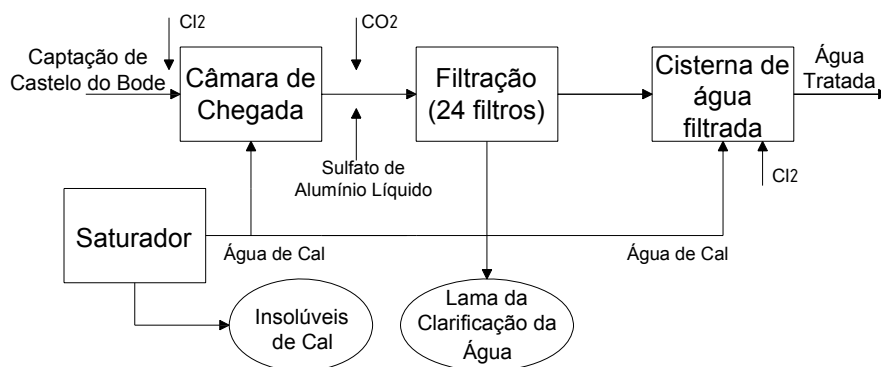 Cl2
CO2
Captação de
Castelo do Bode
Câmara de
Chegada
Filtração
(24 filtros)
Cisterna de
água
filtrada
Água
Tratada
Sulfato de
Alumínio Líquido
Cl2
Saturador
Água de Cal
Água de Cal
Insolúveis
de Cal
Lama da
Clarificação da
Água